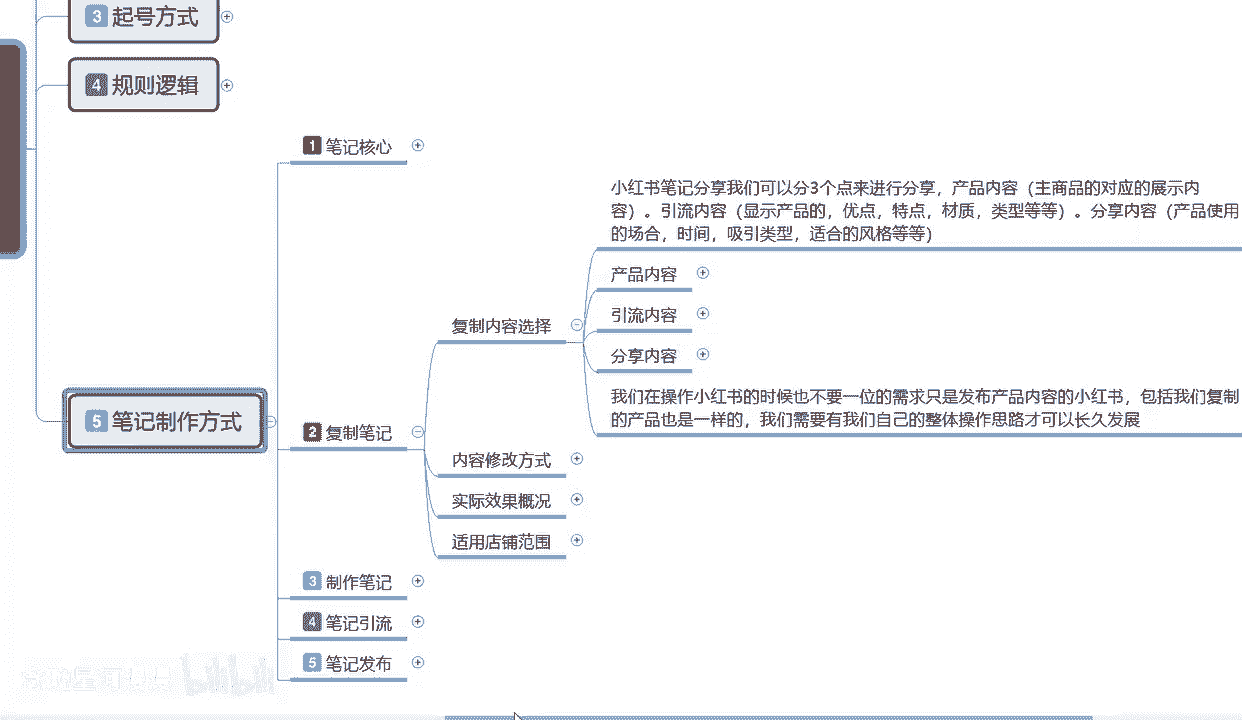 3 起号方式
4 规则逻辑
1 笔记核心
小红书笔记分享我们可以分3个点来进行分享，产品内容（主商品的对应的展示内
容）。引流内容（显示产品的，优点，特点，材质，类型等等）。分享内容（产品使用
的场合，时间，吸引类型，适合的风格等等）
产品内容
引流内容
复制内容选择
分享内容
我们在操作小红书的时候也不要一位的需求只是发布产品内容的小红书，包括我们复制
的产品也是一样的，我们需要有我们自己的整体操作思路才可以长久发展
5 笔记制作方式
2 复制笔记
内容修改方式
实际效果概况
适用店铺范围
3 制作笔记
4 笔记引流
5 笔记发布
bilibili